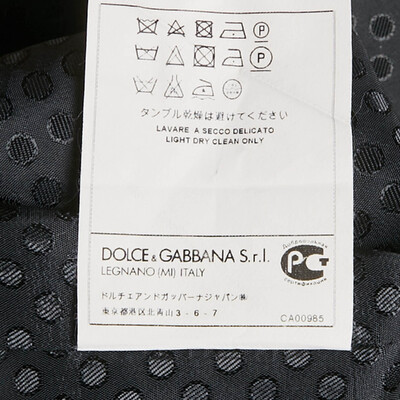 タンブル乾燥は避けてください
LAVARE A SECCO DELICATO
LIGHT DRY CLEAN ONLY
DOLCE & GABBANA S.r.l.
LEGNANO (MI) ITALY
ドルチェアンドガッバーナジャパン㈱
東京都港区北青山3-6-7
CA00985